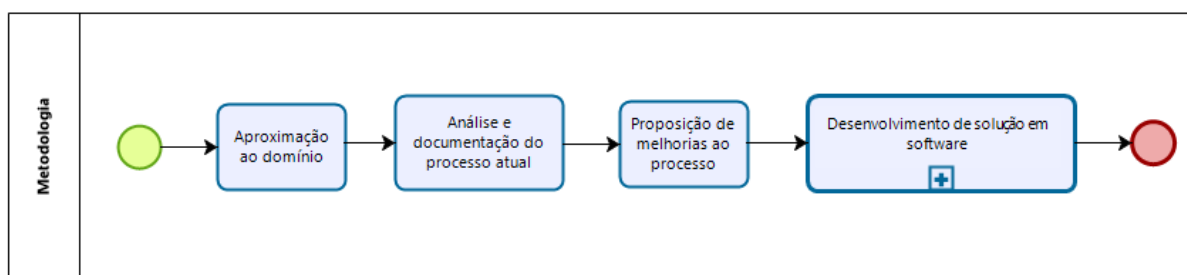 Metodologia
Aproximação
ao domínio
Análise e
documentação do
processo atual
Proposição de
melhorias ao
processo
Desenvolvimento de solução em
software